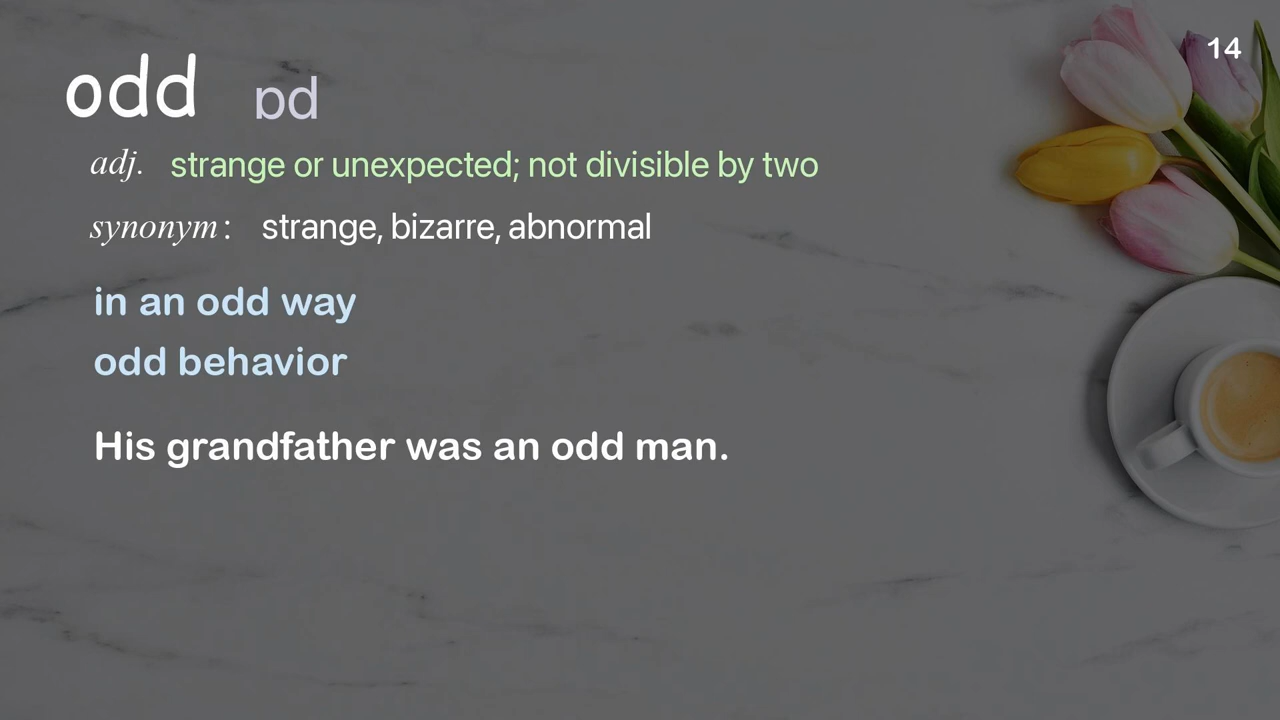 14
odd ɒd
adj. strange or unexpected; not divisible by two
synonym: strange, bizarre, abnormal
in an odd way
odd behavior
His grandfather was an odd man.